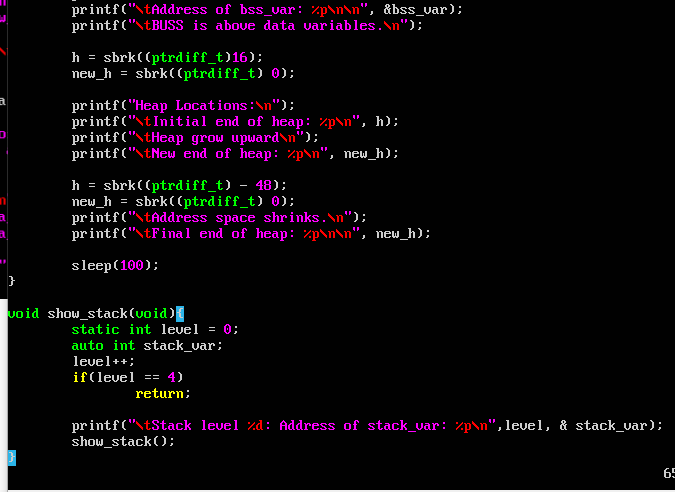 printf("\tAddress of bss_var: %p\n\n", &bss_var);
printf("\tBUSS is above data variables.\n");
h = sbrk((ptrdiff_t)16);
new_h = sbrk((ptrdiff_t) 0);
printf("Heap Locations:\n");
printf("\tInitial end of heap: %p\n", h);
printf("\tHeap grow upward\n");
printf("\tNew end of heap: %p\n", new_h);
h = sbrk((ptrdiff_t) - 48);
new_h = sbrk((ptrdiff_t) 0);
printf("\tAddress space shrinks.\n");
printf("\tFinal end of heap: %p\n\n", new_h);
sleep(100);
}
void show_stack(void){
static int level = 0;
auto int stack_var;
level++;
if(level == 4)
return;
printf("\tStack level %d: Address of stack_var: %p\n",level, & stack_var);
show_stack();
}
65